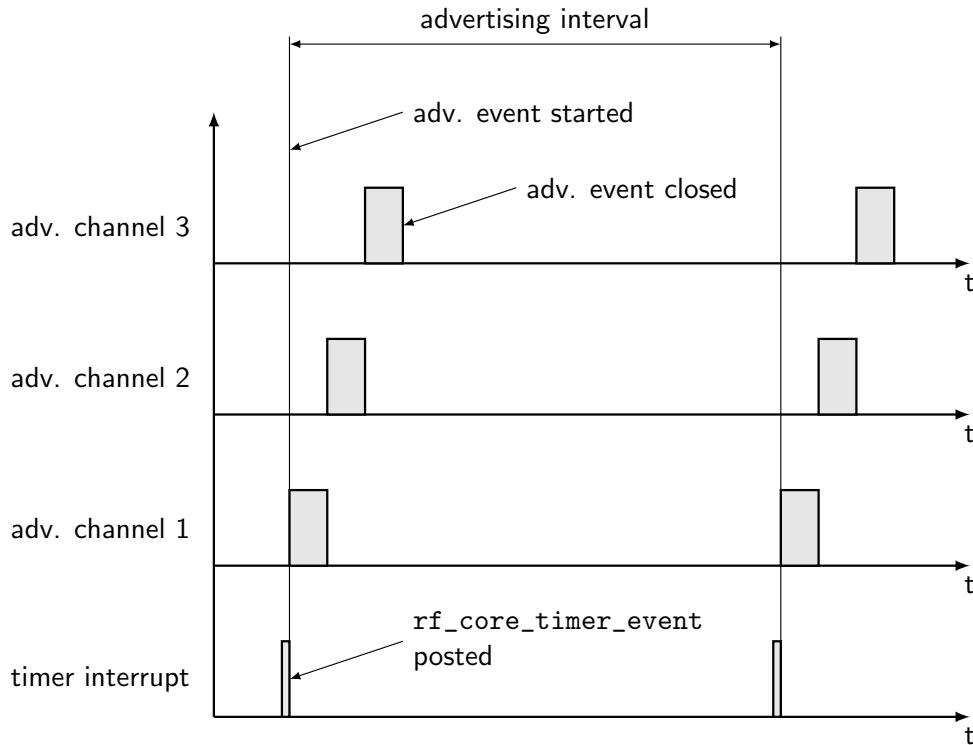 advertising interval
adv. event started
adv. event closed
adv. channel 3
t
adv. channel 2
t
adv. channel 1
t
rf_core_timer_event
posted
timer interrupt
t